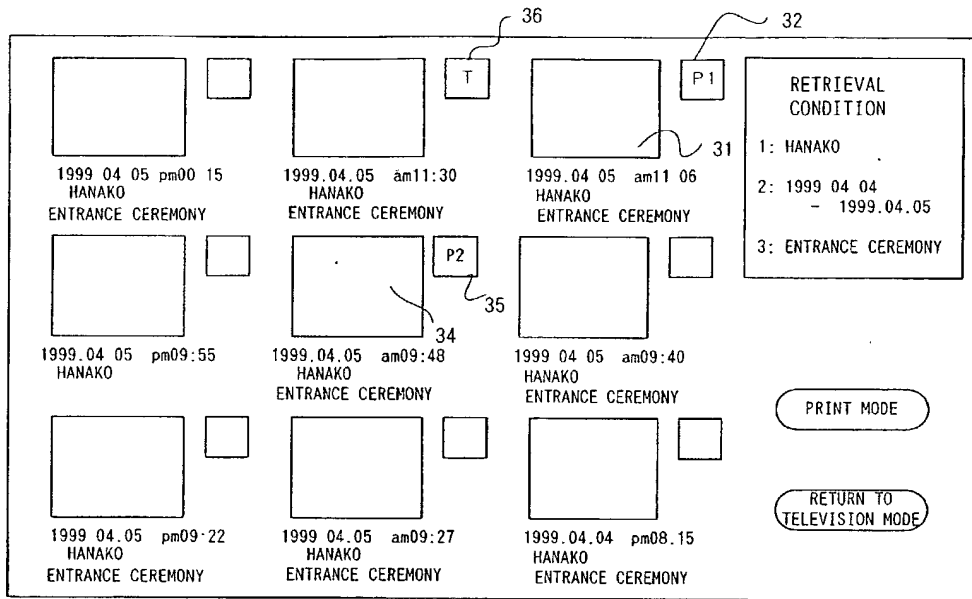 36
32
T
P1
31
1999 04 05 pm00 15
HANAKO
ENTRANCE CEREMONY
1999.04.05 am11:30
HANAKO
ENTRANCE CEREMONY
1999 04 05 am11 06
HANAKO
ENTRANCE CEREMONY
RETRIEVAL
CONDITION
1: HANAKO
2: 1999 04 04
- 1999.04.05
3: ENTRANCE CEREMONY
P2
35
34
1999.04 05 pm09:55
HANAKO
1999.04.05 am09:48
HANAKO
ENTRANCE CEREMONY
1999 04 05 am09:40
HANAKO
ENTRANCE CEREMONY
PRINT MODE
1999 04.05 pm09:22
HANAKO
ENTRANCE CEREMONY
1999 04.05 am09:27
HANAKO
ENTRANCE CEREMONY
1999.04.04 pm08.15
HANAKO
ENTRANCE CEREMONY
RETURN TO
TELEVISION MODE